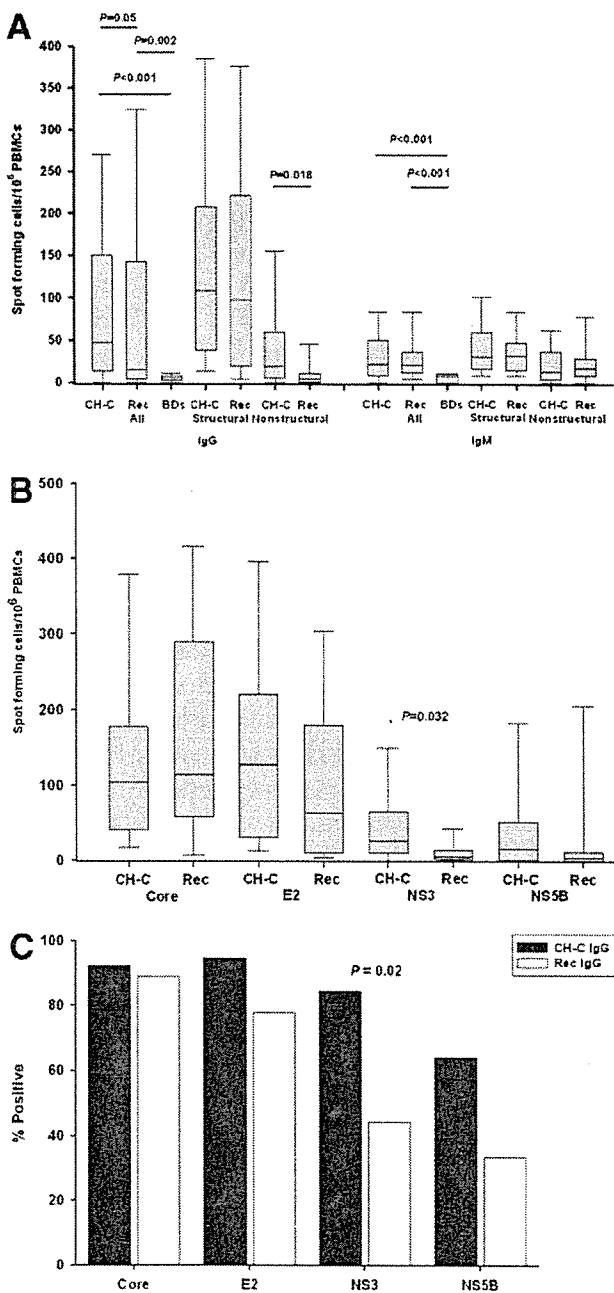 A
P=0.05
P=0.002
P<0.001
P=0.018
P<0.001
P<0.001
Spot forming cells/10⁶ PBMCs
400
350
300
250
200
150
100
50
0
CH-C Rec BDs CH-C Rec CH-C Rec CH-C Rec BDs CH-C Rec CH-C Rec
All Structural Nonstructural All Structural Nonstructural
IgG IgM
B
Spot forming cells/10⁶ PBMCs
500
400
300
200
100
0
P=0.032
CH-C Rec CH-C Rec CH-C Rec CH-C Rec
Core E2 NS3 NS5B
C
CH-C IgG
Rec IgG
P = 0.02
% Positive
100
80
60
40
20
0
Core E2 NS3 NS5B